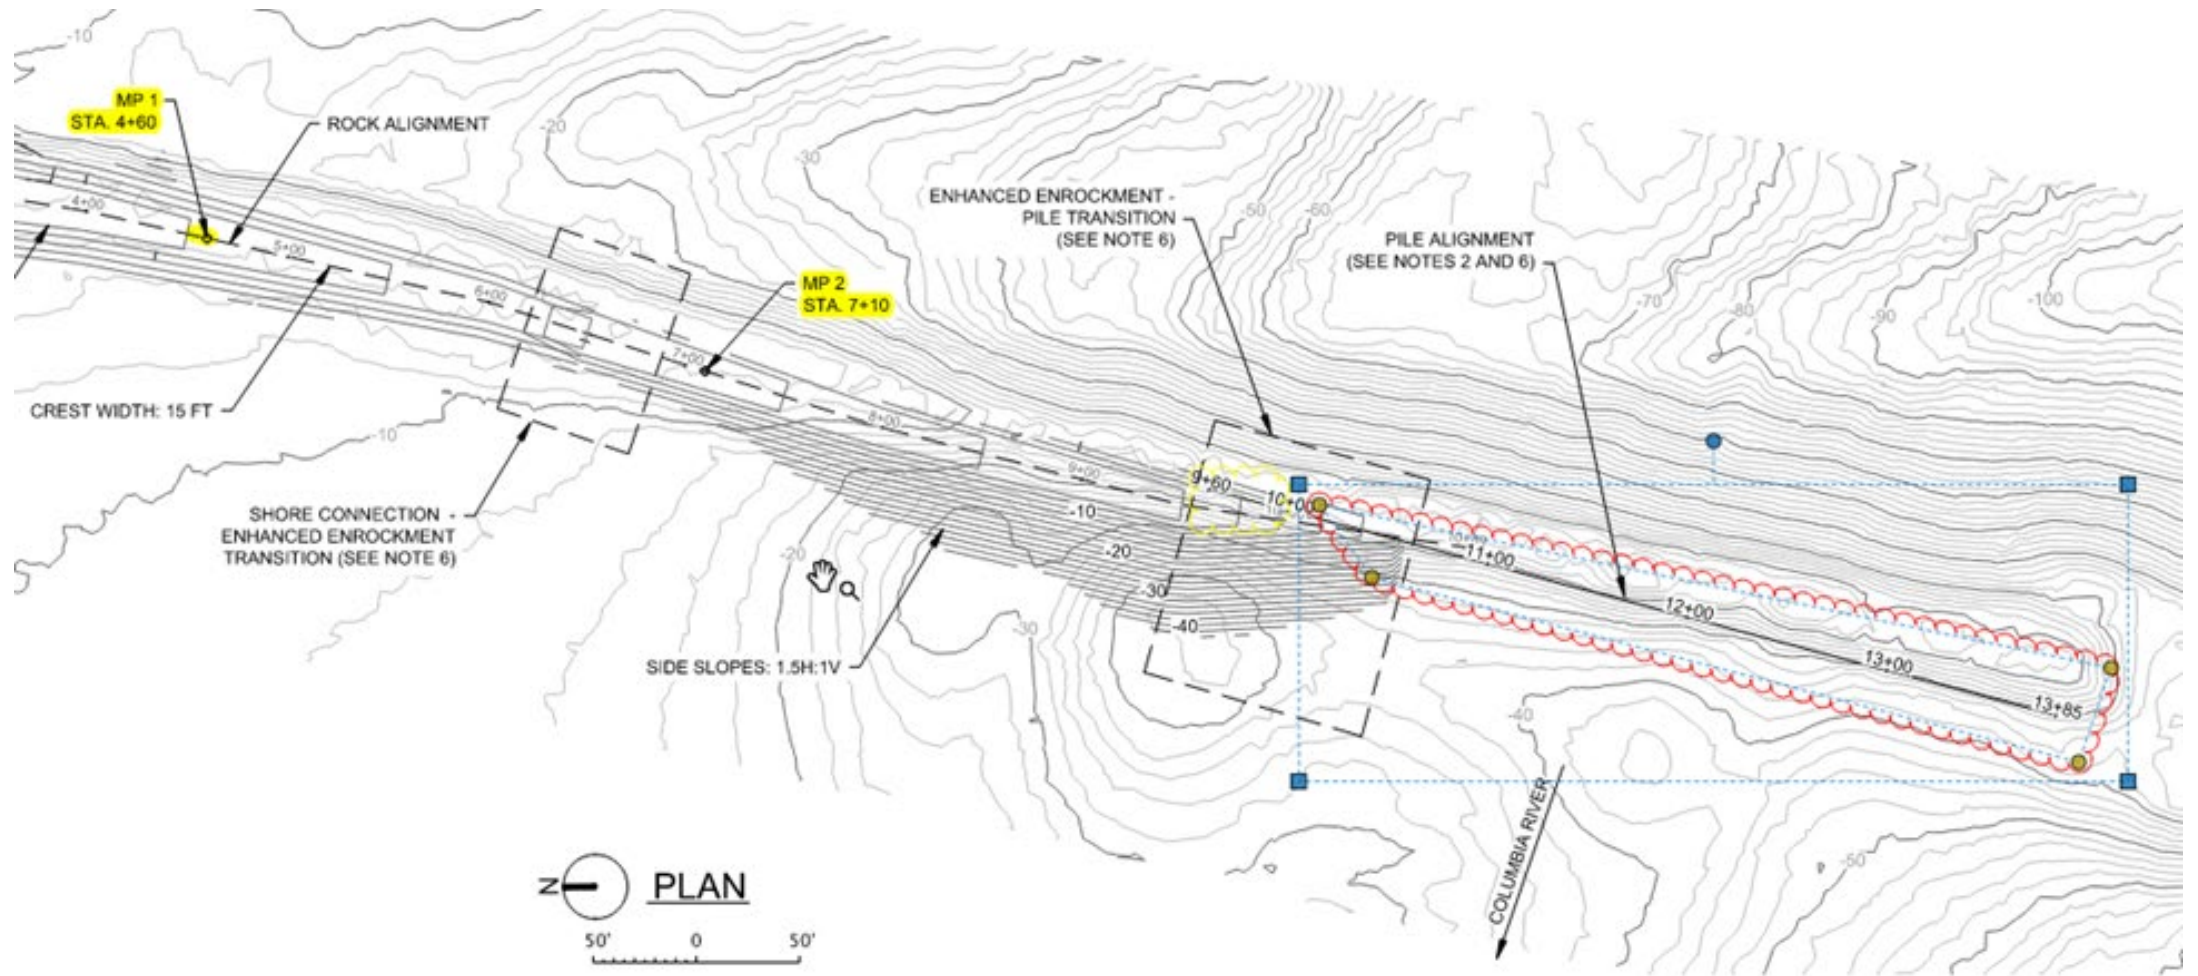 -10
MP 1
STA. 4+60
ROCK ALIGNMENT
-20
-30
ENHANCED ENROCKMENT -
PILE TRANSITION
(SEE NOTE 6)
-50
-60
PILE ALIGNMENT
(SEE NOTES 2 AND 6)
4+00
5+00
6+00
MP 2
STA. 7+10
-70
-80
-90
-100
7+00
CREST WIDTH: 15 FT
-10
8+00
9+00
9+60
10+00
-10
-20
-20
-30
-40
-30
11+00
12+00
13+00
13+85
SHORE CONNECTION -
ENHANCED ENROCKMENT
TRANSITION (SEE NOTE 6)
SIDE SLOPES: 1.5H:1V
-40
-50
COLUMBIA RIVER
N
PLAN
50' 0 50'